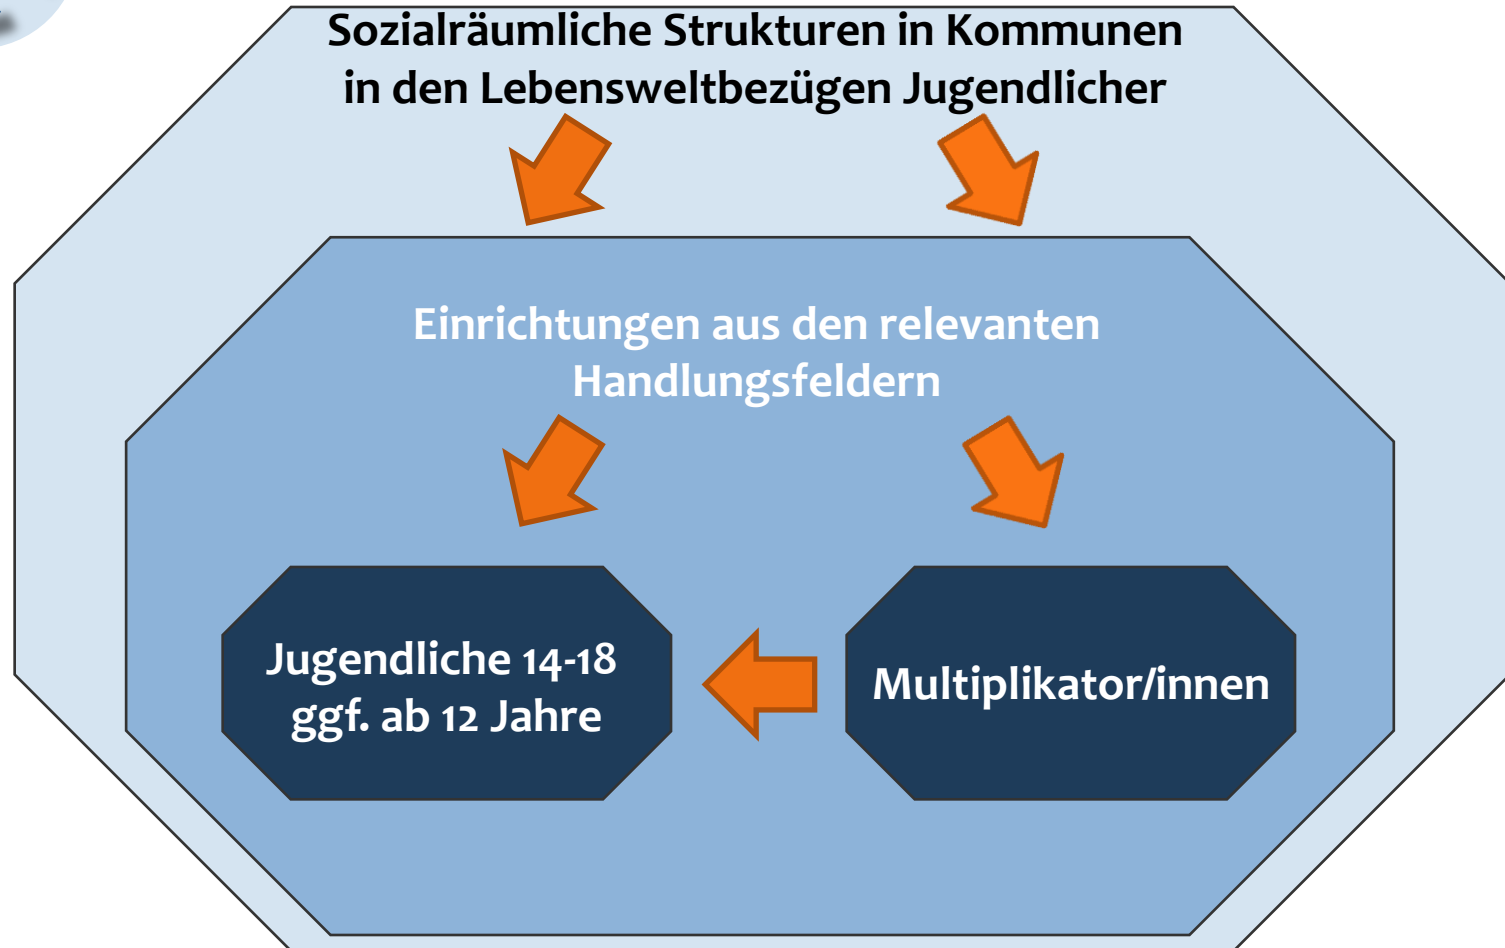 Sozialräumliche Strukturen in Kommunen
in den Lebensweltbezügen Jugendlicher
Einrichtungen aus den relevanten
Handlungsfeldern
Jugendliche 14-18
ggf. ab 12 Jahre
Multiplikator/innen